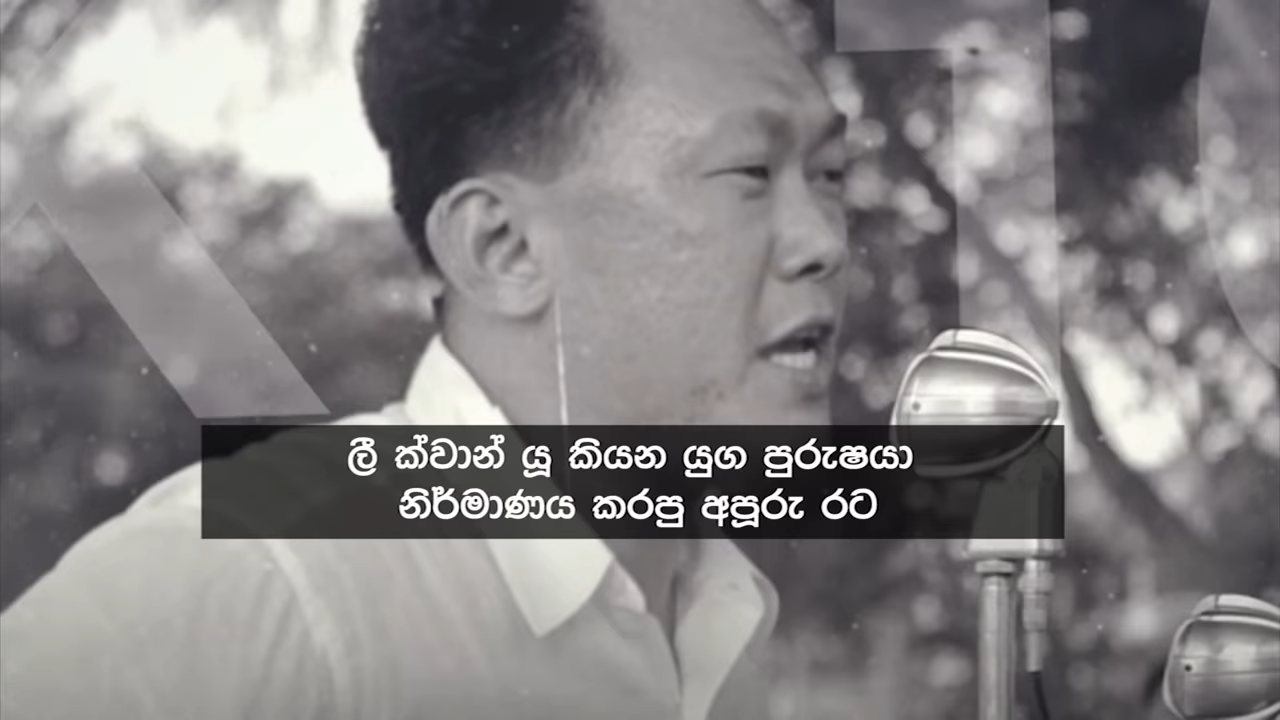 ලී ක්වාන් යූ කියන යුග පුරුෂයා
නිර්මාණය කරපු අපූරු රට